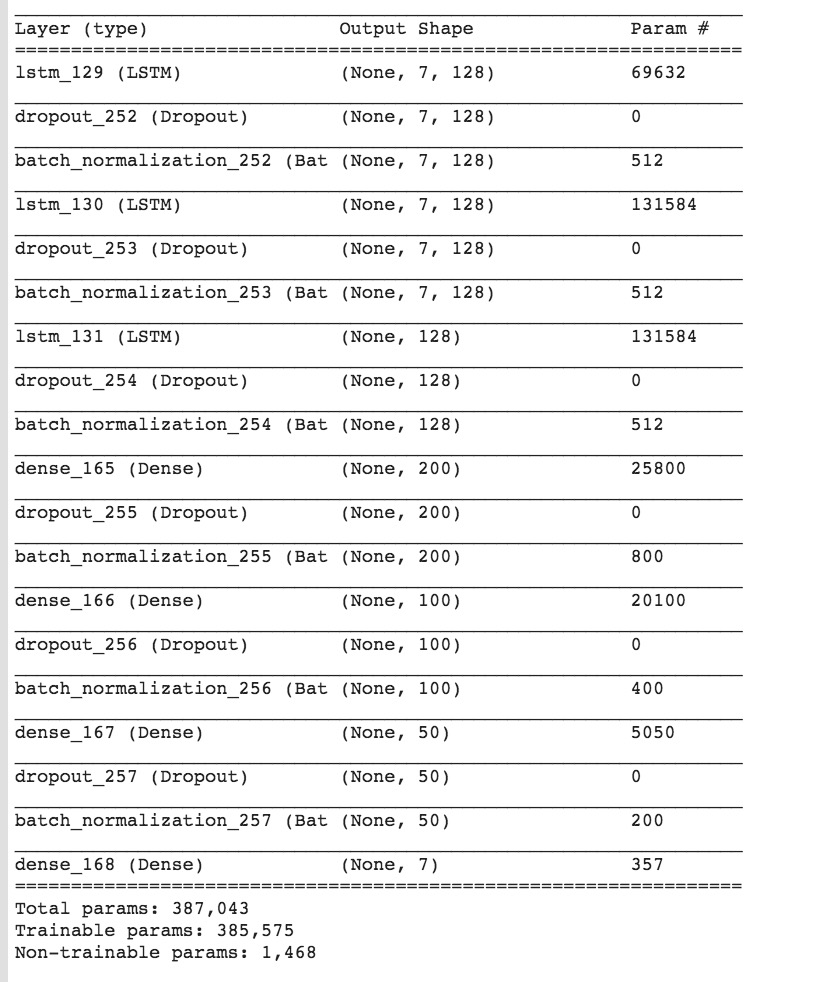 Layer (type) Output Shape Param #
=================================================================
lstm_129 (LSTM) (None, 7, 128) 69632
dropout_252 (Dropout) (None, 7, 128) 0
batch_normalization_252 (Bat (None, 7, 128) 512
lstm_130 (LSTM) (None, 7, 128) 131584
dropout_253 (Dropout) (None, 7, 128) 0
batch_normalization_253 (Bat (None, 7, 128) 512
lstm_131 (LSTM) (None, 128) 131584
dropout_254 (Dropout) (None, 128) 0
batch_normalization_254 (Bat (None, 128) 512
dense_165 (Dense) (None, 200) 25800
dropout_255 (Dropout) (None, 200) 0
batch_normalization_255 (Bat (None, 200) 800
dense_166 (Dense) (None, 100) 20100
dropout_256 (Dropout) (None, 100) 0
batch_normalization_256 (Bat (None, 100) 400
dense_167 (Dense) (None, 50) 5050
dropout_257 (Dropout) (None, 50) 0
batch_normalization_257 (Bat (None, 50) 200
dense_168 (Dense) (None, 7) 357
=================================================================
Total params: 387,043
Trainable params: 385,575
Non-trainable params: 1,468